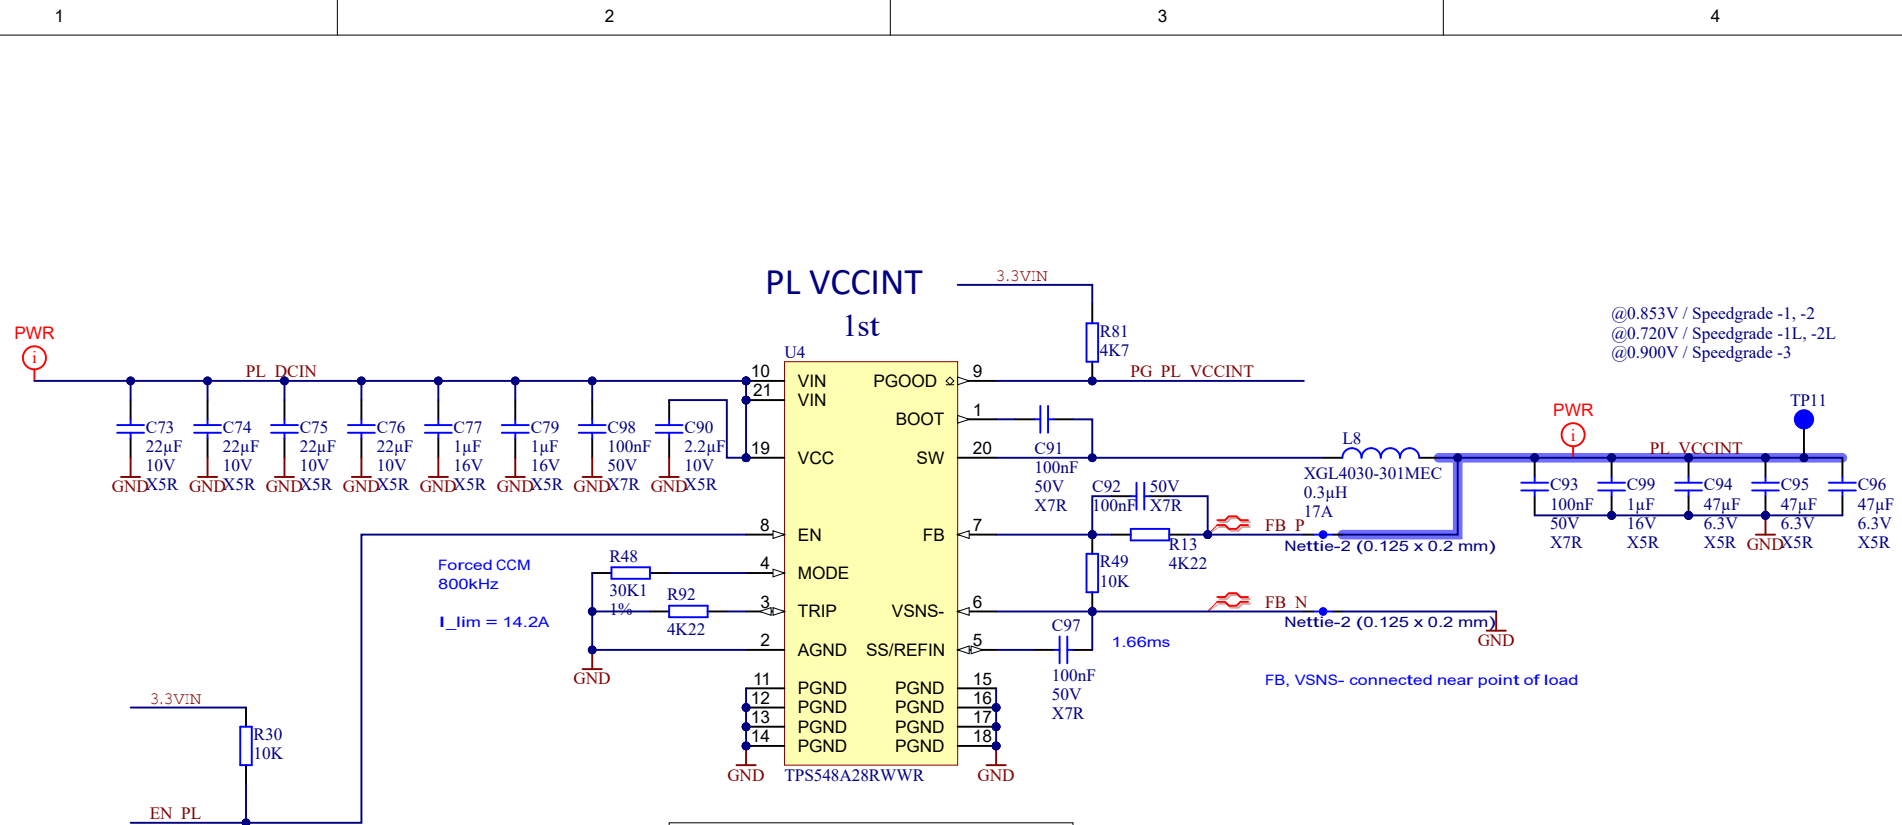 1
2
3
4
PL VCCINT
1st
3.3VIN
@0.853V / Speedgrade -1, -2
@0.720V / Speedgrade -1L, -2L
@0.900V / Speedgrade -3
PWR
i
R81
4K7
U4
PL_DCIN
10
21
19
8
4
3
2
11
12
13
14
VIN
VIN
VCC
EN
MODE
TRIP
AGND
PGND
PGND
PGND
PGND
PGOOD
BOOT
SW
FB
VSNS-
SS/REFIN
PGND
PGND
PGND
PGND
9
1
20
7
6
5
15
16
17
18
TPS548A28RWWR
PG_PL_VCCINT
C73
22µF
10V
X5R
GND
C74
22µF
10V
X5R
GND
C75
22µF
10V
X5R
GND
C76
22µF
10V
X5R
GND
C77
1µF
16V
X5R
GND
C79
1µF
16V
X5R
GND
C98
100nF
50V
X7R
GND
C90
2.2µF
10V
X5R
GND
C91
100nF
50V
X7R
L8
XGL4030-301MEC
0.3µH
17A
PWR
i
TP11
PL_VCCINT
C93
100nF
50V
X7R
C99
1µF
16V
X5R
C94
47µF
6.3V
X5R
C95
47µF
6.3V
X5R
GND
C96
47µF
6.3V
X5R
C92
100nF
50V
X7R
R13
4K22
FB_P
Nettie-2 (0.125 x 0.2 mm)
R49
10K
FB_N
Nettie-2 (0.125 x 0.2 mm)
GND
C97
100nF
50V
X7R
1.66ms
FB, VSNS- connected near point of load
Forced CCM
800kHz
I_lim = 14.2A
R48
30K1
1%
R92
4K22
GND
GND
GND
3.3VIN
R30
10K
EN_PL